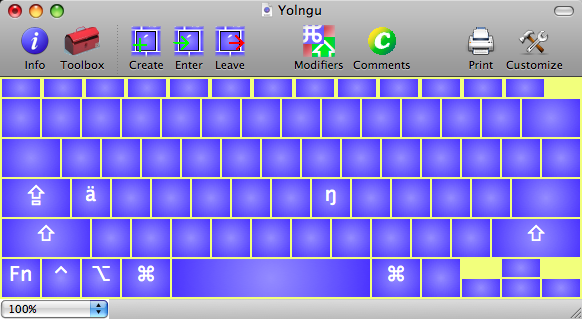 Yolngu
Info Toolbox Create Enter Leave Modifiers Comments Print Customize
⇪ ä ŋ
⇧ ⇧
Fn ^ ⌥ ⌘ ⌘
100%